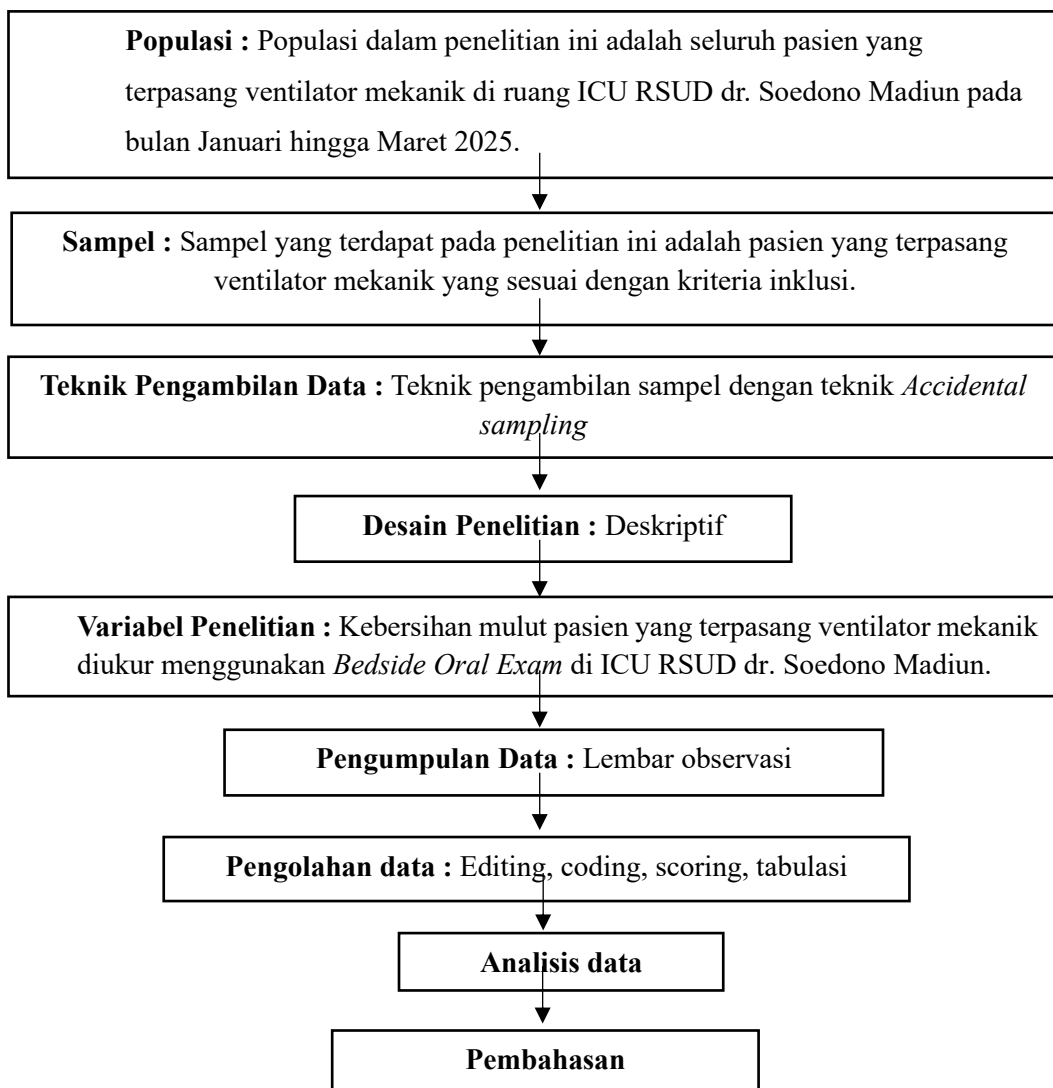 Populasi : Populasi dalam penelitian ini adalah seluruh pasien yang
terpasang ventilator mekanik di ruang ICU RSUD dr. Soedono Madiun pada
bulan Januari hingga Maret 2025.
Sampel : Sampel yang terdapat pada penelitian ini adalah pasien yang terpasang
ventilator mekanik yang sesuai dengan kriteria inklusi.
Teknik Pengambilan Data : Teknik pengambilan sampel dengan teknik Accidental
sampling
Desain Penelitian : Deskriptif
Variabel Penelitian : Kebersihan mulut pasien yang terpasang ventilator mekanik
diukur menggunakan Bedside Oral Exam di ICU RSUD dr. Soedono Madiun.
Pengumpulan Data : Lembar observasi
Pengolahan data : Editing, coding, scoring, tabulasi
Analisis data
Pembahasan